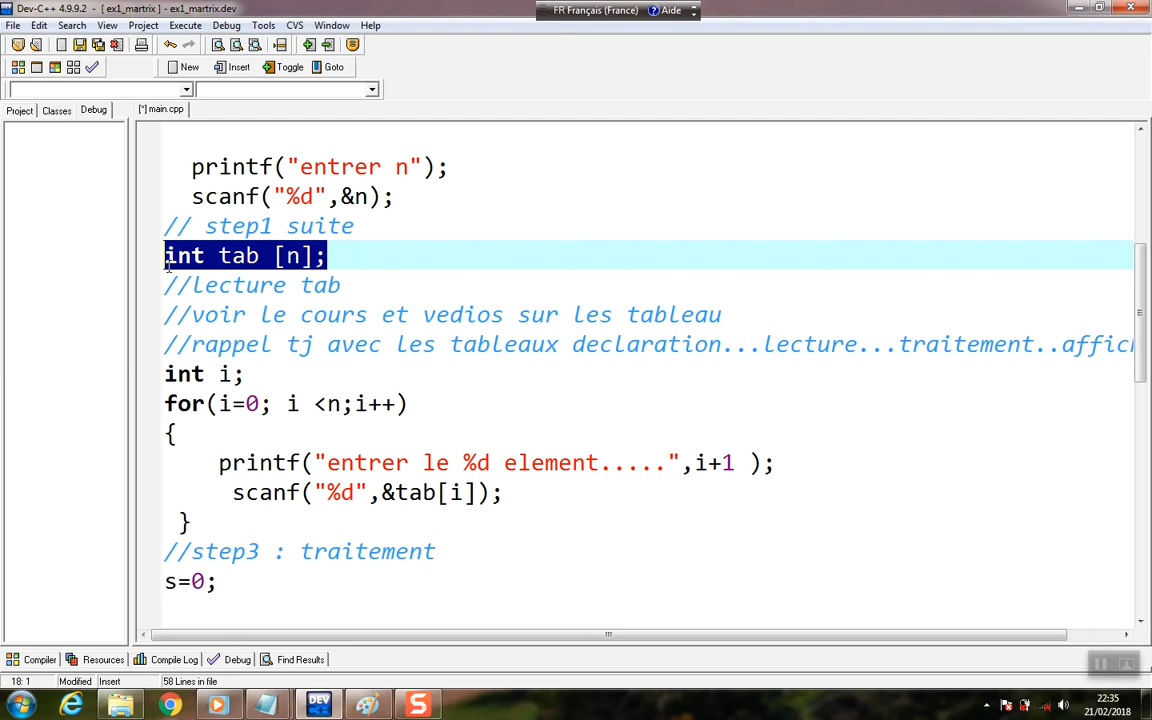 Dev-C++ 4.9.9.2 - [ ex1_martrix ] - ex1_martrix.dev
FR Français (France) Aide
File Edit Search View Project Execute Debug Tools CVS Window Help
New Insert Toggle Goto
Project Classes Debug [*] main.cpp
printf("entrer n");
scanf("%d",&n);
// step1 suite
int tab [n];
//lecture tab
//voir le cours et vedios sur les tableau
//rappel tj avec les tableaux declaration...lecture...traitement..affich
int i;
for(i=0; i <n;i++)
{
printf("entrer le %d element.....",i+1 );
scanf("%d",&tab[i]);
}
//step3 : traitement
s=0;
Compiler Resources Compile Log Debug Find Results
18: 1 Modified Insert 58 Lines in file
22:35
21/02/2018